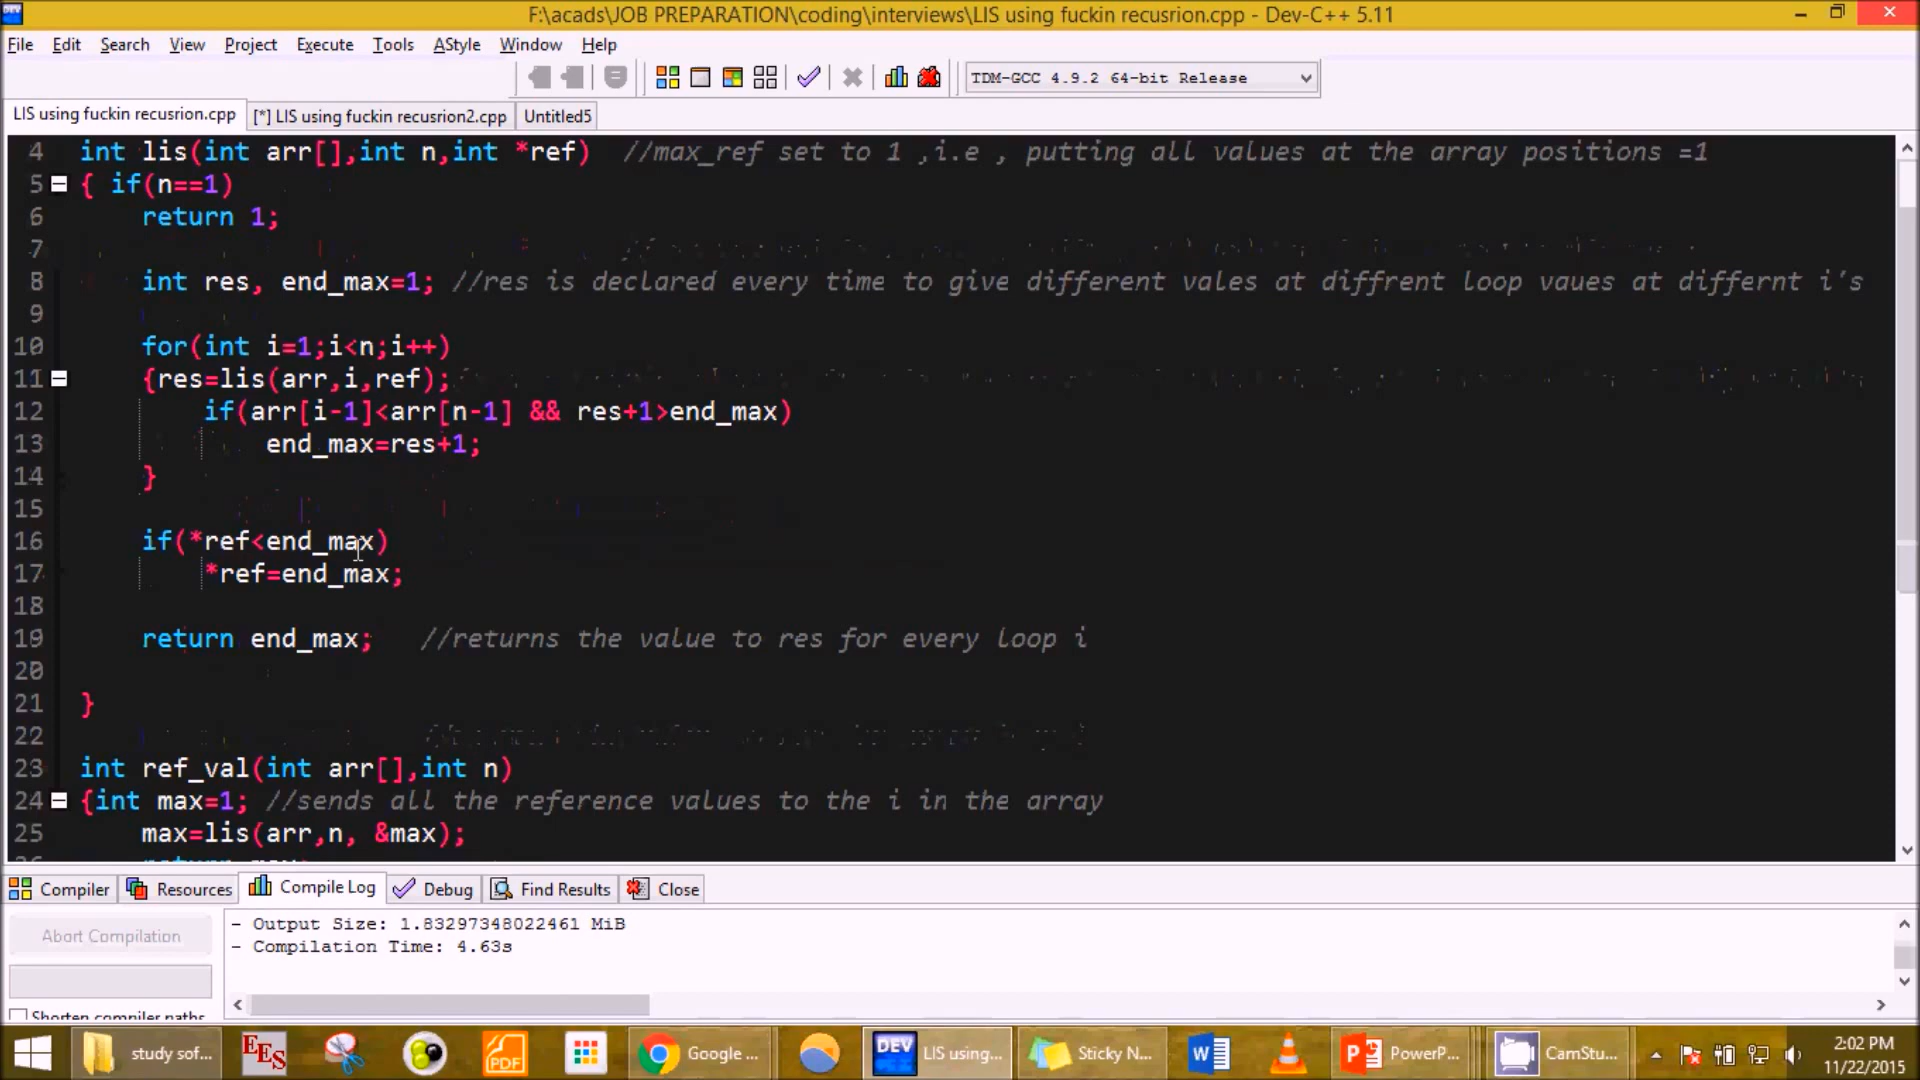 F:\acads\JOB PREPARATION\coding\interviews\LIS using fuckin recusrion.cpp - Dev-C++ 5.11
File Edit Search View Project Execute Tools AStyle Window Help
TDM-GCC 4.9.2 64-bit Release
LIS using fuckin recusrion.cpp [*] LIS using fuckin recusrion2.cpp Untitled5
4 int lis(int arr[],int n,int *ref) //max_ref set to 1 ,i.e , putting all values at the array positions =1
5 { if(n==1)
6 return 1;
7
8 int res, end_max=1; //res is declared every time to give different vales at diffrent loop vaues at differnt i's
9
10 for(int i=1;i<n;i++)
11 {res=lis(arr,i,ref);
12 if(arr[i-1]<arr[n-1] && res+1>end_max)
13 end_max=res+1;
14 }
15
16 if(*ref<end_max)
17 *ref=end_max;
18
19 return end_max; //returns the value to res for every loop i
20
21 }
22
23 int ref_val(int arr[],int n)
24 {int max=1; //sends all the reference values to the i in the array
25 max=lis(arr,n, &max);
Compiler Resources Compile Log Debug Find Results Close
Abort Compilation
- Output Size: 1.83297348022461 MiB
- Compilation Time: 4.63s
Shorten compiler paths
study sof... EES PDF Google ... DEV LIS using... Sticky N... PowerP... CamStu...
2:02 PM
11/22/2015